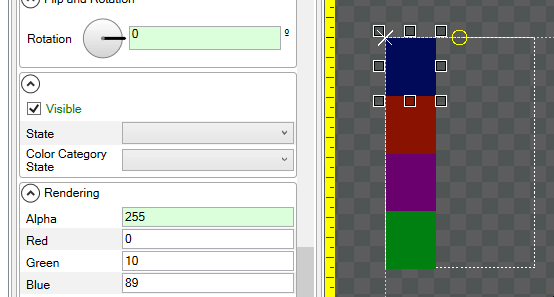 Flip and Rotation
Rotation 0 º
Visible
State
Color Category
State
Rendering
Alpha 255
Red 0
Green 10
Blue 89